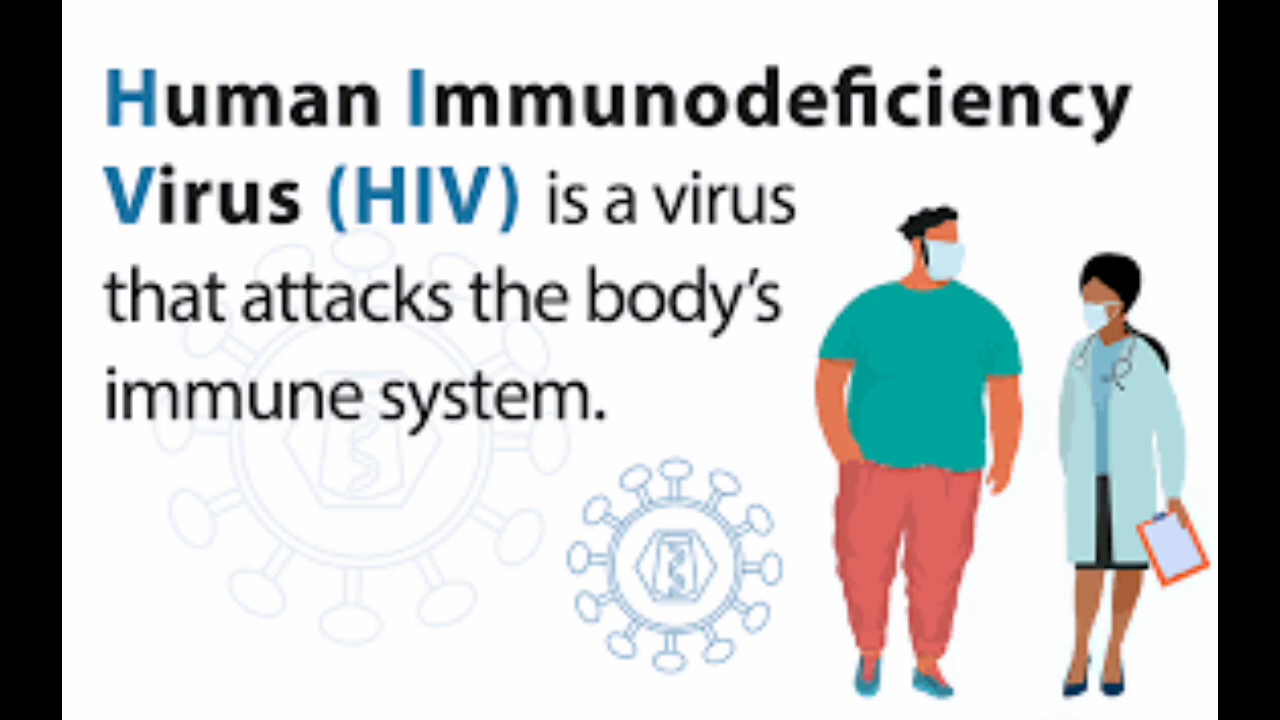 Human Immunodeficiency
Virus (HIV) is a virus
that attacks the body’s
immune system.